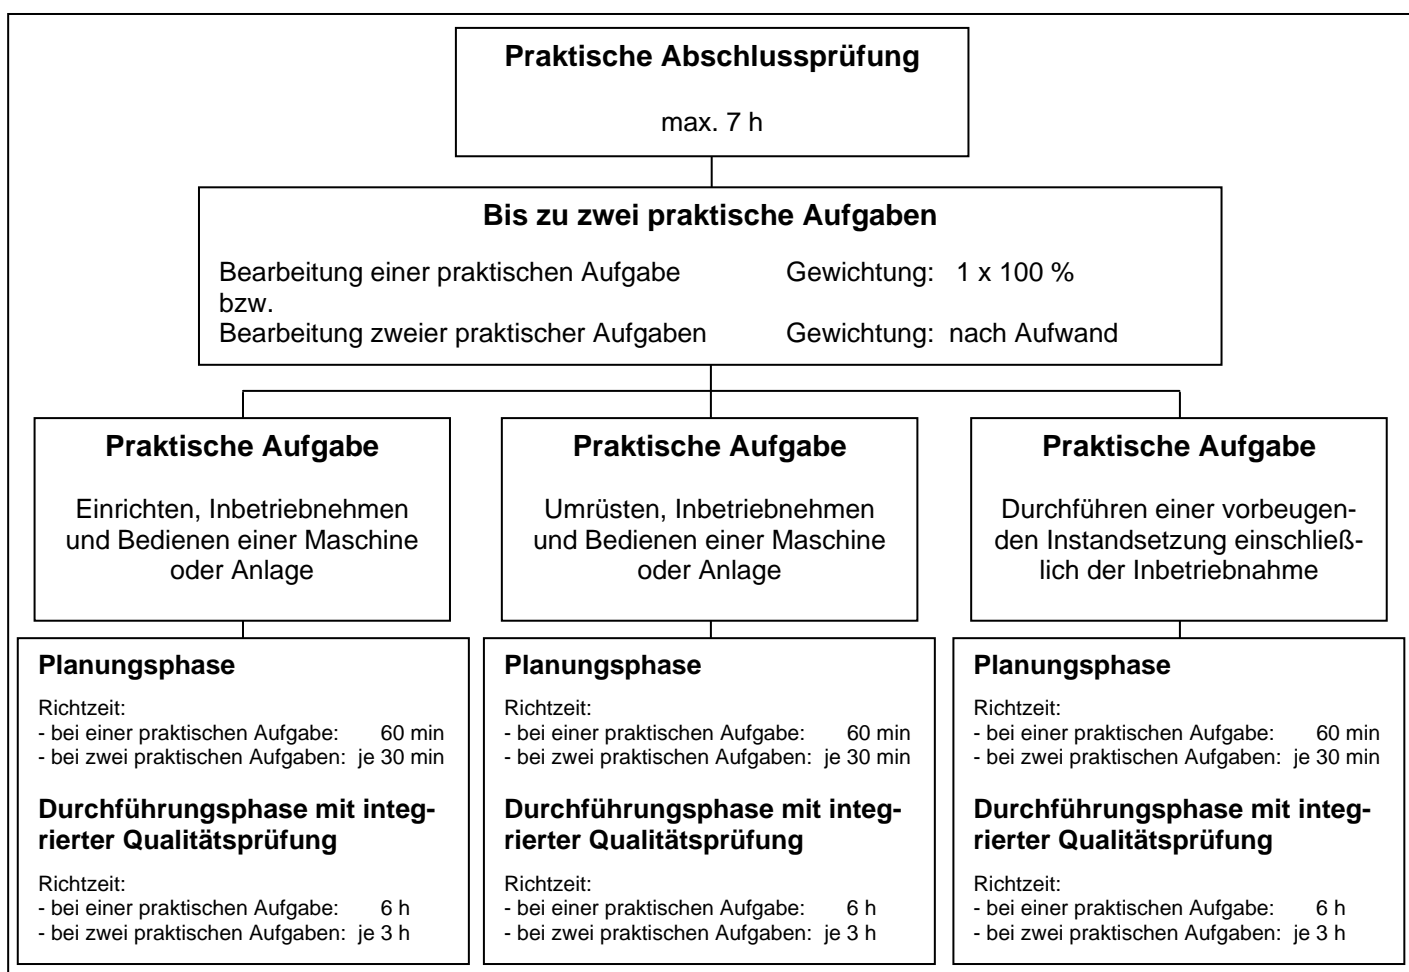 Praktische Abschlussprüfung
max. 7 h
Bis zu zwei praktische Aufgaben
Bearbeitung einer praktischen Aufgabe Gewichtung: 1 x 100 %
bzw.
Bearbeitung zweier praktischer Aufgaben Gewichtung: nach Aufwand
Praktische Aufgabe
Einrichten, Inbetriebnehmen
und Bedienen einer Maschine
oder Anlage
Praktische Aufgabe
Umrüsten, Inbetriebnehmen
und Bedienen einer Maschine
oder Anlage
Praktische Aufgabe
Durchführen einer vorbeugen-
den Instandsetzung einschließ-
lich der Inbetriebnahme
Planungsphase
Richtzeit:
- bei einer praktischen Aufgabe: 60 min
- bei zwei praktischen Aufgaben: je 30 min
Durchführungsphase mit integ-
rierter Qualitätsprüfung
Richtzeit:
- bei einer praktischen Aufgabe: 6 h
- bei zwei praktischen Aufgaben: je 3 h
Planungsphase
Richtzeit:
- bei einer praktischen Aufgabe: 60 min
- bei zwei praktischen Aufgaben: je 30 min
Durchführungsphase mit integ-
rierter Qualitätsprüfung
Richtzeit:
- bei einer praktischen Aufgabe: 6 h
- bei zwei praktischen Aufgaben: je 3 h
Planungsphase
Richtzeit:
- bei einer praktischen Aufgabe: 60 min
- bei zwei praktischen Aufgaben: je 30 min
Durchführungsphase mit integ-
rierter Qualitätsprüfung
Richtzeit:
- bei einer praktischen Aufgabe: 6 h
- bei zwei praktischen Aufgaben: je 3 h